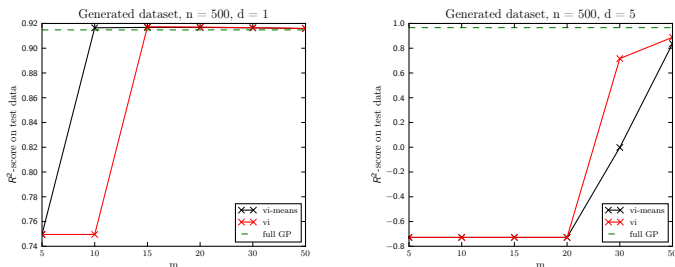 Generated dataset, n = 500, d = 1
0.92
0.90
0.88
0.86
0.84
0.82
0.80
0.78
0.76
0.74
R²-score on test data
5 10 15 20 30 50
m
vi-means
vi
full GP
Generated dataset, n = 500, d = 5
1.0
0.8
0.6
0.4
0.2
0.0
−0.2
−0.4
−0.6
−0.8
R²-score on test data
5 10 15 20 30 50
m
vi-means
vi
full GP